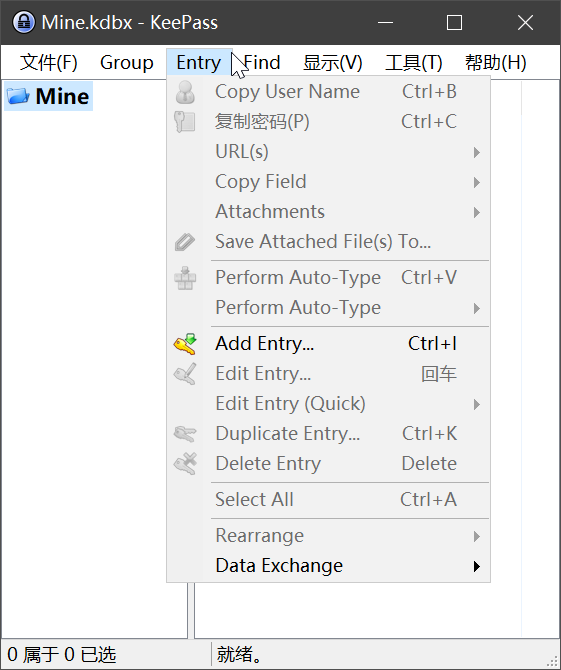 Mine.kdbx - KeePass
文件(F) Group Entry Find 显示(V) 工具(T) 帮助(H)
Mine
Copy User Name Ctrl+B
复制密码(P) Ctrl+C
URL(s)
Copy Field
Attachments
Save Attached File(s) To...
Perform Auto-Type Ctrl+V
Perform Auto-Type
Add Entry... Ctrl+I
Edit Entry... 回车
Edit Entry (Quick)
Duplicate Entry... Ctrl+K
Delete Entry Delete
Select All Ctrl+A
Rearrange
Data Exchange
0 属于 0 已选 就绪。